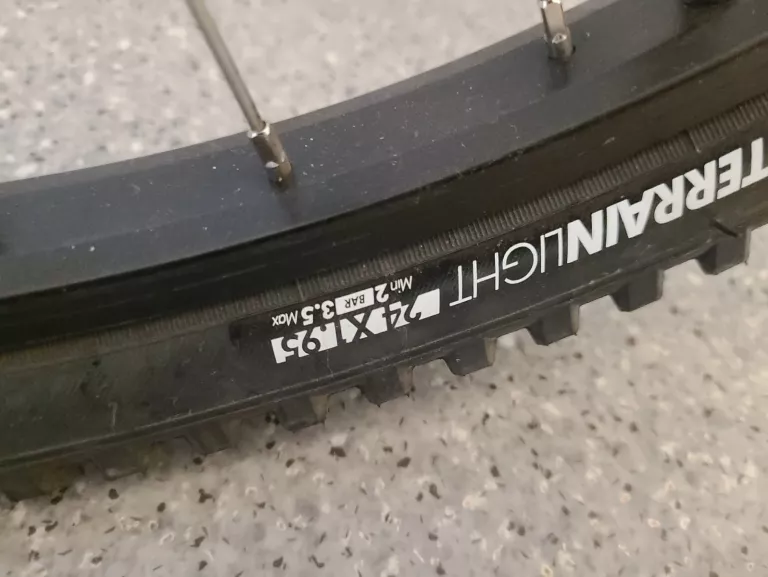 TERRAINLIGHT
24 X 1.95
Min 2 BAR 3.5 Max